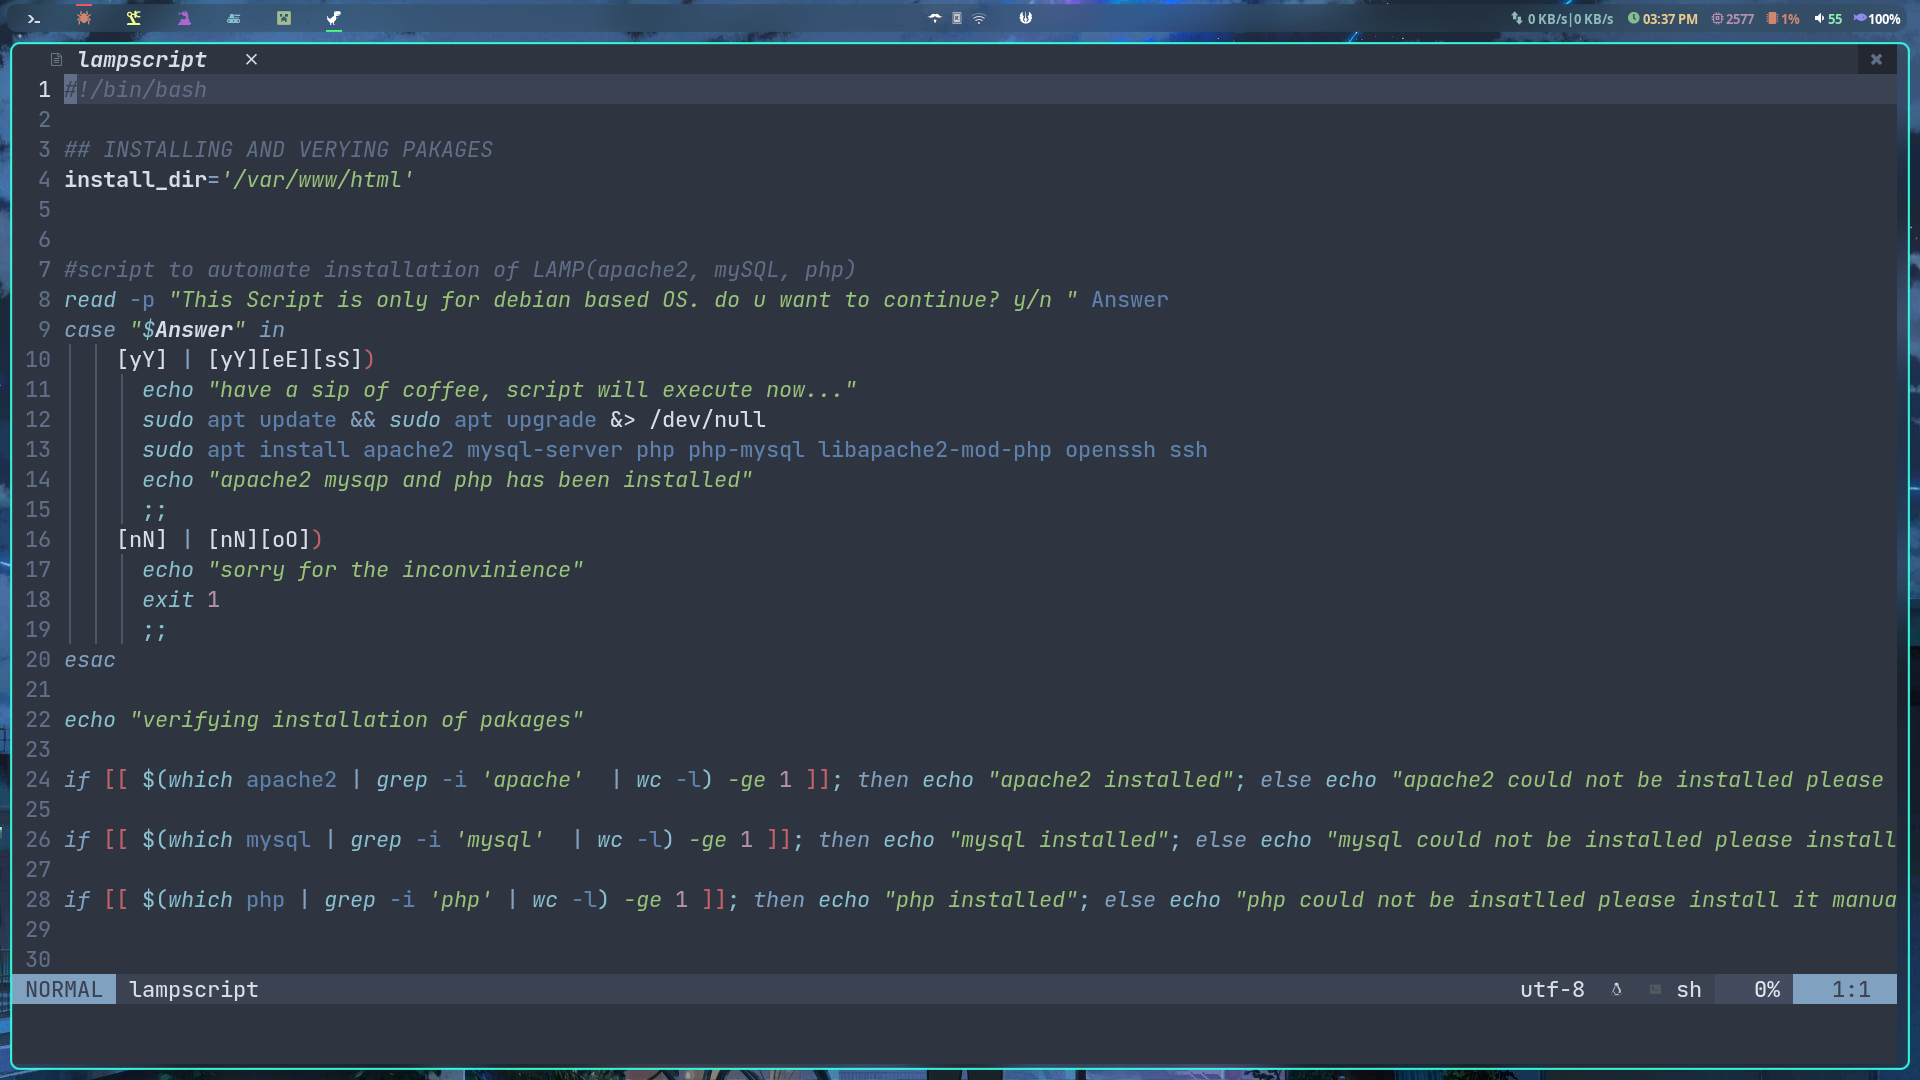 0 KB/s|0 KB/s 03:37 PM 2577 1% 55 100%
lampscript ×
1 #!/bin/bash
2
3 ## INSTALLING AND VERYING PAKAGES
4 install_dir='/var/www/html'
5
6
7 #script to automate installation of LAMP(apache2, mySQL, php)
8 read -p "This Script is only for debian based OS. do u want to continue? y/n " Answer
9 case "$Answer" in
10 [yY] | [yY][eE][sS])
11 echo "have a sip of coffee, script will execute now..."
12 sudo apt update && sudo apt upgrade &> /dev/null
13 sudo apt install apache2 mysql-server php php-mysql libapache2-mod-php openssh ssh
14 echo "apache2 mysqp and php has been installed"
15 ;;
16 [nN] | [nN][oO])
17 echo "sorry for the inconvinience"
18 exit 1
19 ;;
20 esac
21
22 echo "verifying installation of pakages"
23
24 if [[ $(which apache2 | grep -i 'apache'  | wc -l) -ge 1 ]]; then echo "apache2 installed"; else echo "apache2 could not be installed please
25
26 if [[ $(which mysql | grep -i 'mysql'  | wc -l) -ge 1 ]]; then echo "mysql installed"; else echo "mysql could not be installed please install
27
28 if [[ $(which php | grep -i 'php' | wc -l) -ge 1 ]]; then echo "php installed"; else echo "php could not be insatlled please install it manua
29
30
NORMAL lampscript utf-8 sh 0% 1:1